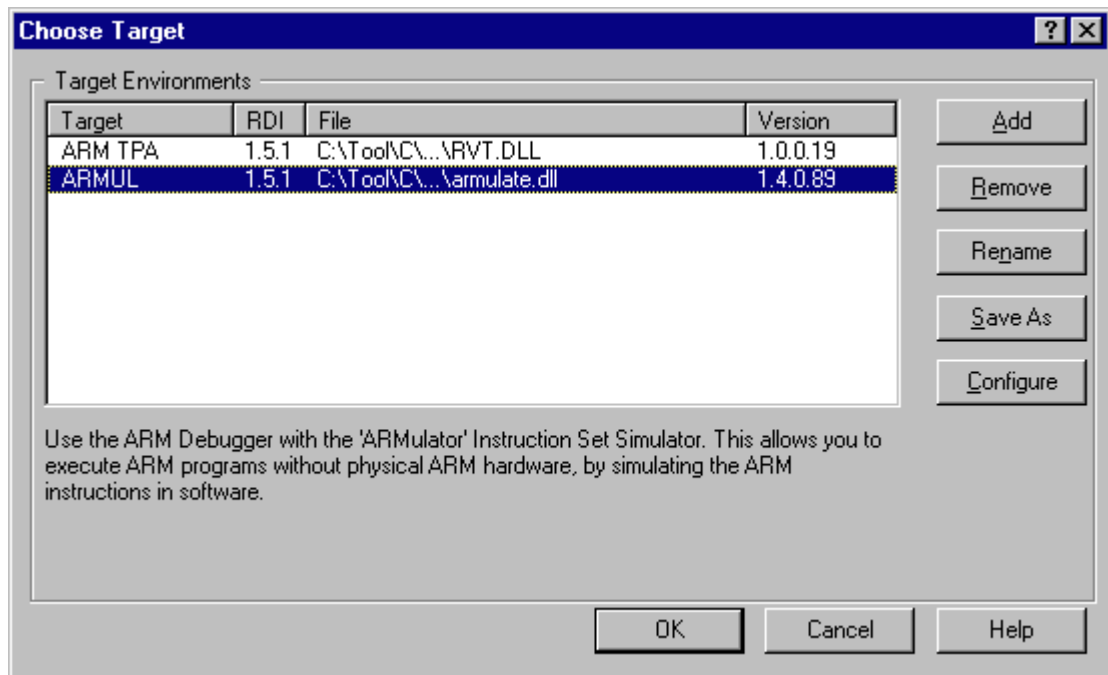 Choose Target
Target Environments
Target RDI File Version
ARM TPA 1.5.1 C:\Tool\C\...\RVT.DLL 1.0.0.19
ARMUL 1.5.1 C:\Tool\C\...\armulate.dll 1.4.0.89
Add
Remove
Rename
Save As
Configure
Use the ARM Debugger with the 'ARMulator' Instruction Set Simulator. This allows you to
execute ARM programs without physical ARM hardware, by simulating the ARM
instructions in software.
OK Cancel Help